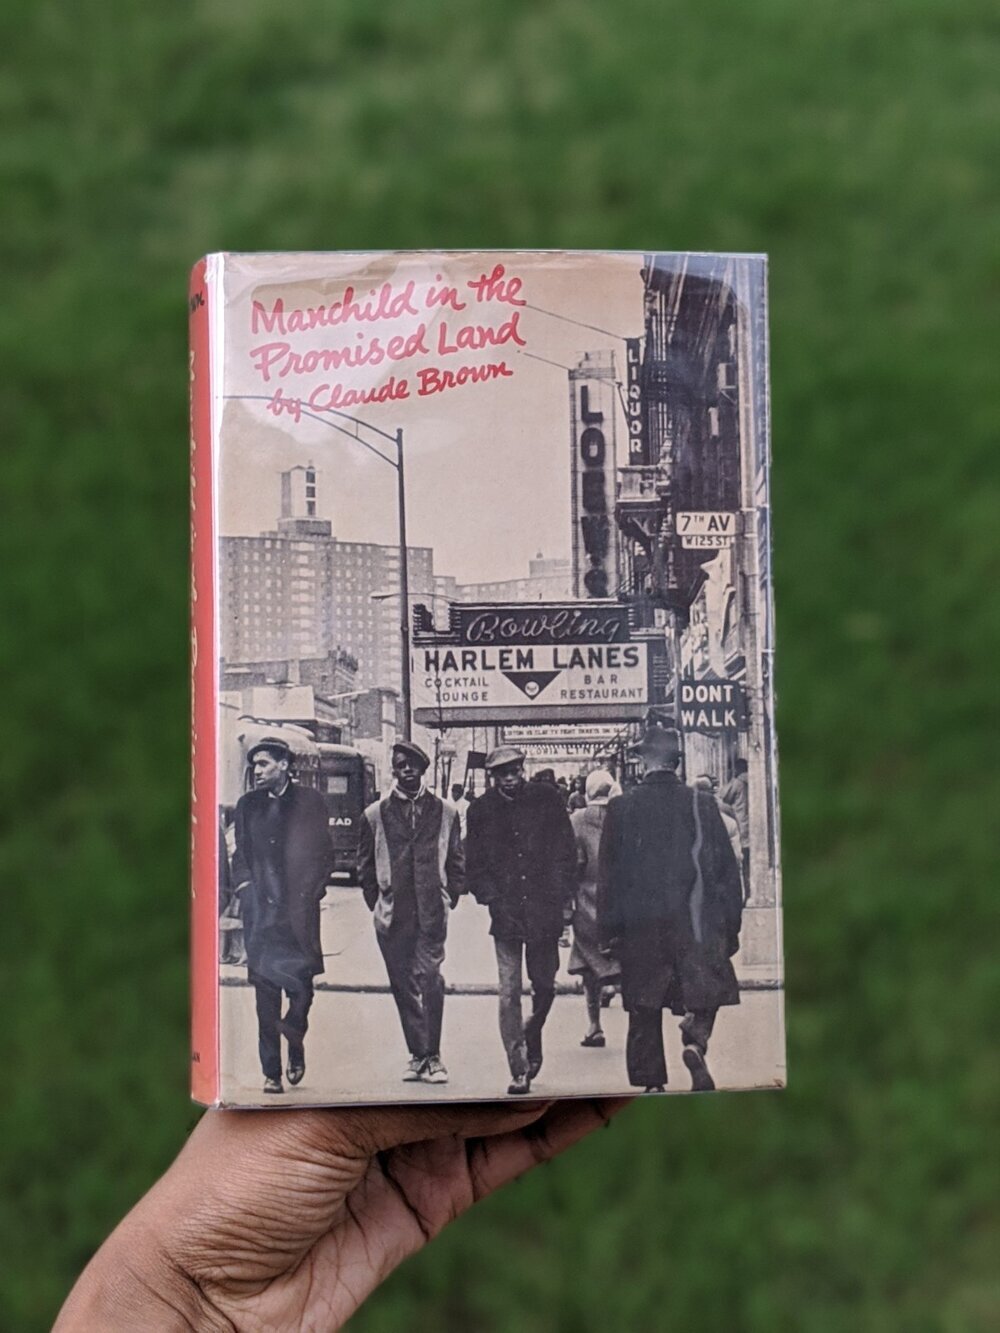 Manchild in the
Promised Land
by Claude Brown
LIQUOR
LOEW'S
7TH AV
W 125 ST
Bowling
HARLEM LANES
COCKTAIL
LOUNGE
BAR
RESTAURANT
DONT
WALK
EAD